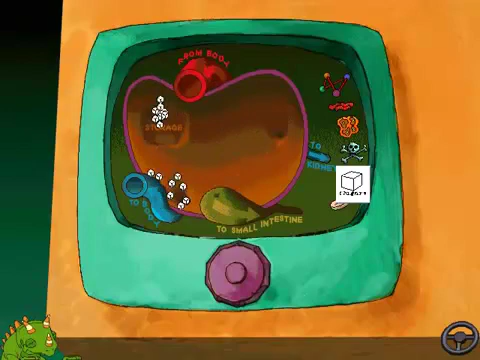 FROM BODY
STORAGE
TO
KIDNEY
TO BODY
TO SMALL INTESTINE